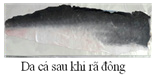 Da cá sau khi rã đông